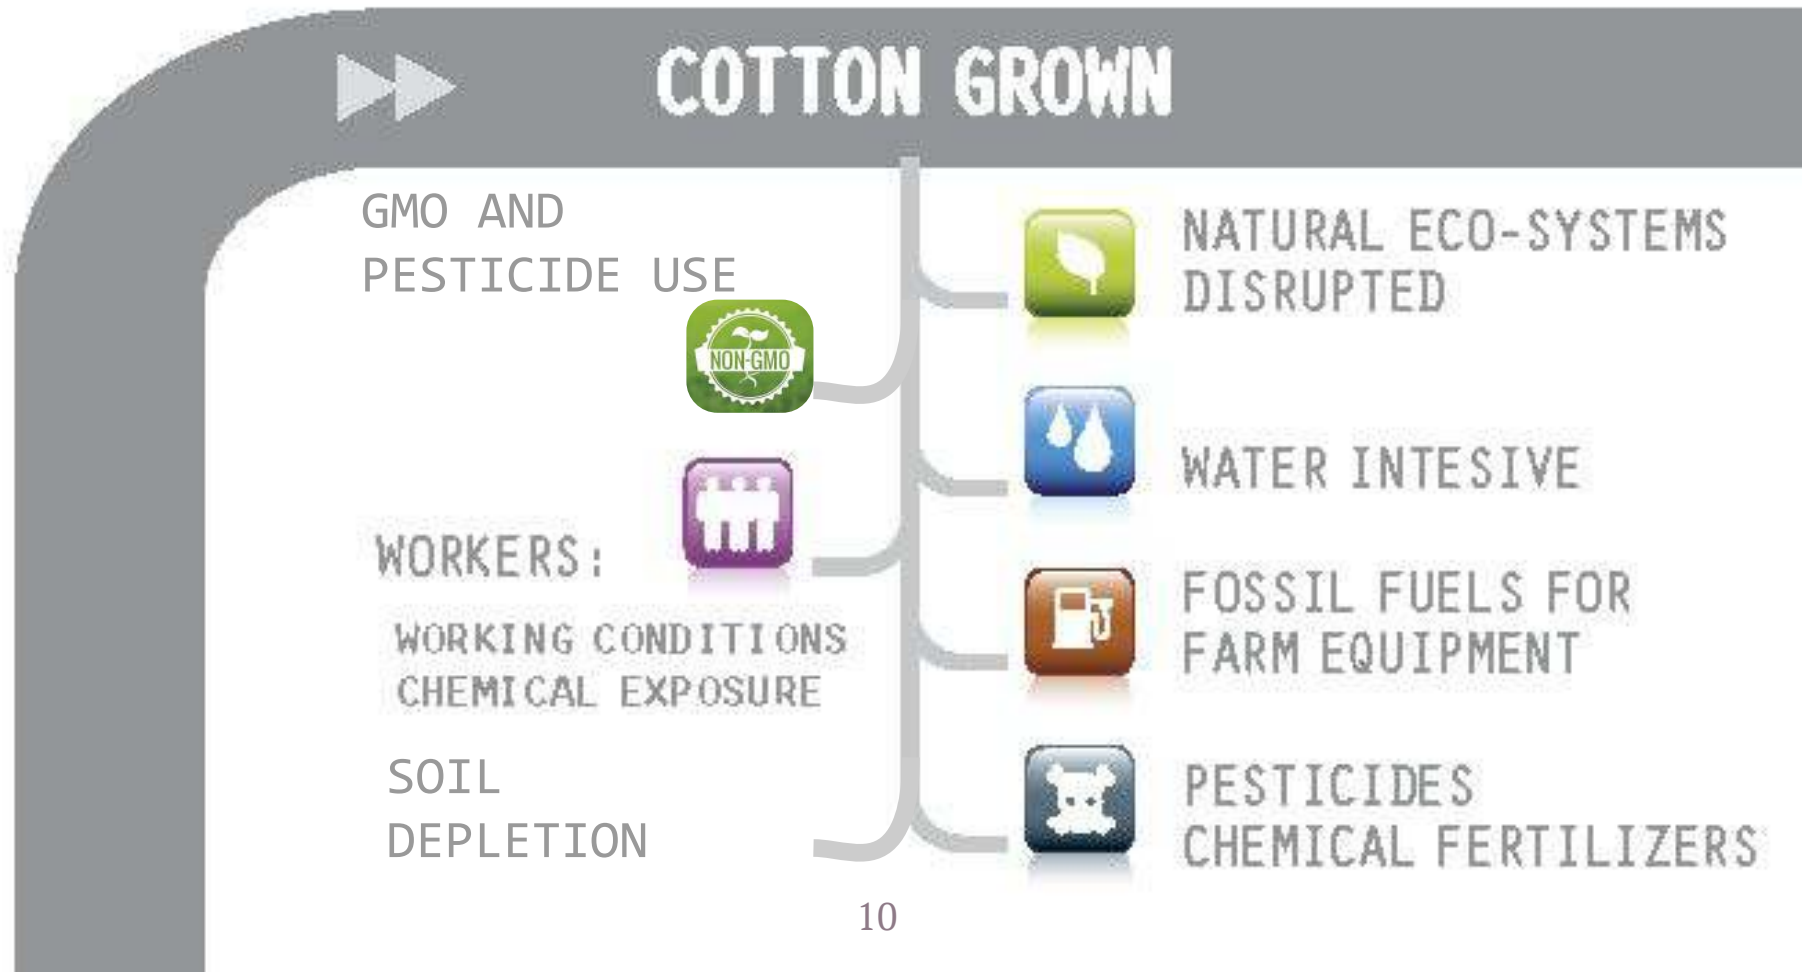 COTTON GROWN
GMO AND
PESTICIDE USE
NON-GMO
WORKERS:
WORKING CONDITIONS
CHEMICAL EXPOSURE
SOIL
DEPLETION
NATURAL ECO-SYSTEMS
DISRUPTED
WATER INTESIVE
FOSSIL FUELS FOR
FARM EQUIPMENT
PESTICIDES
CHEMICAL FERTILIZERS
10